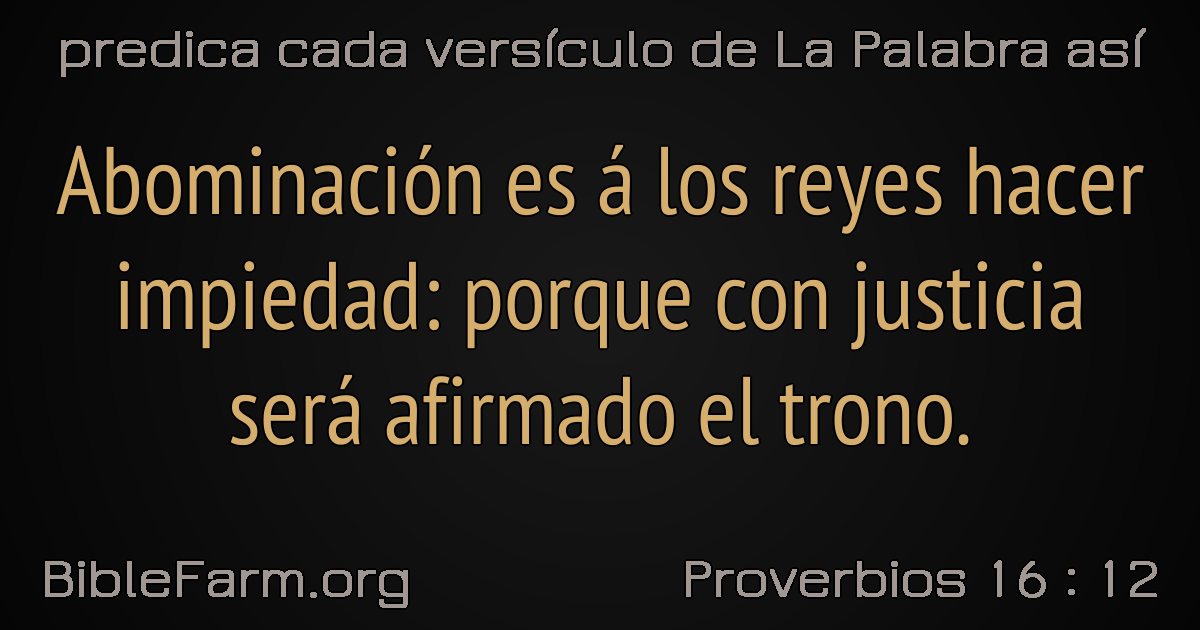 predica cada versículo de La Palabra así
Abominación es á los reyes hacer
impiedad: porque con justicia
será afirmado el trono.
BibleFarm.org
Proverbios 16 : 12